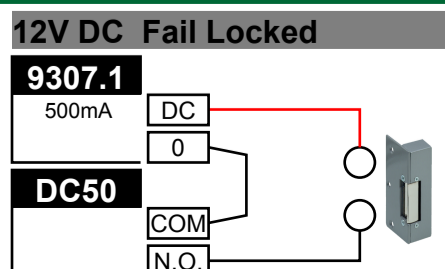 12V DC Fail Locked
9307.1
500mA
DC
0
DC50
COM
N.O.